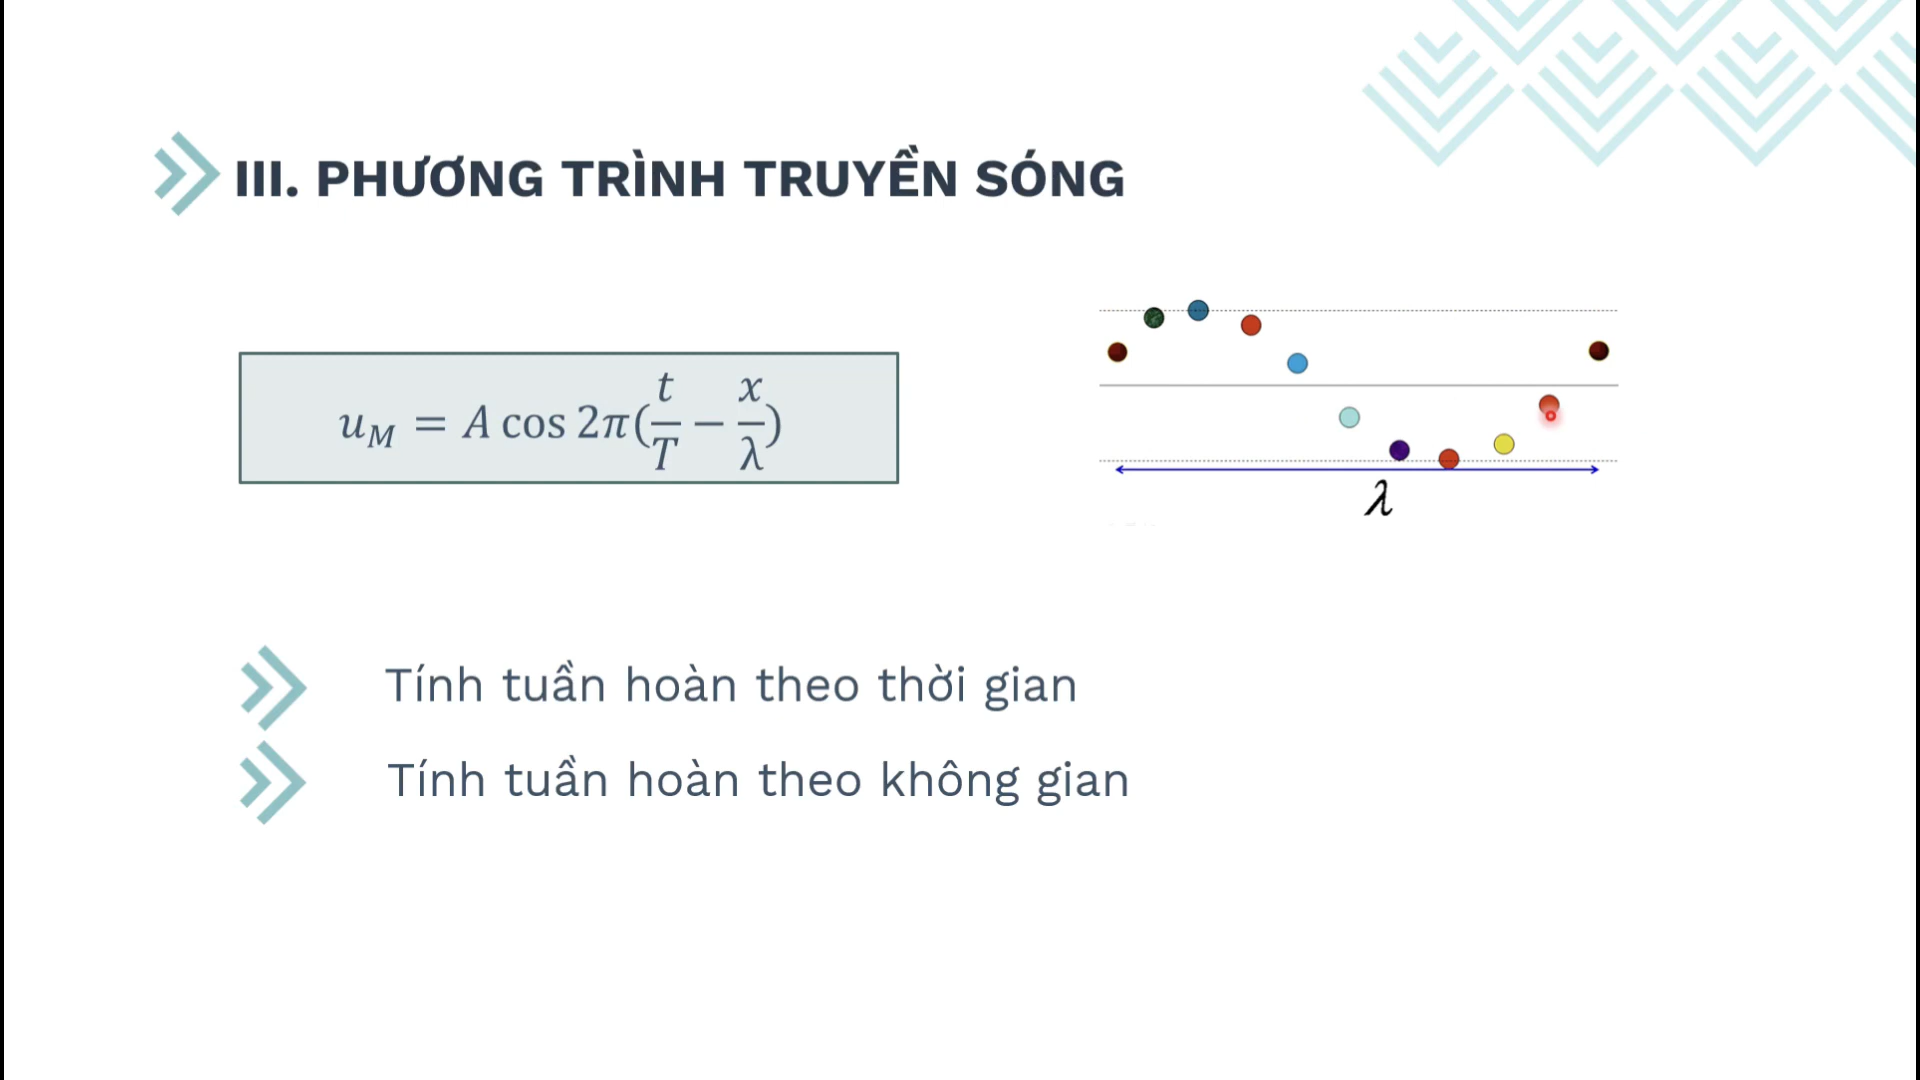 III. PHƯƠNG TRÌNH TRUYỀN SÓNG
u_M = A cos 2π(t/T − x/λ)
λ
Tính tuần hoàn theo thời gian
Tính tuần hoàn theo không gian